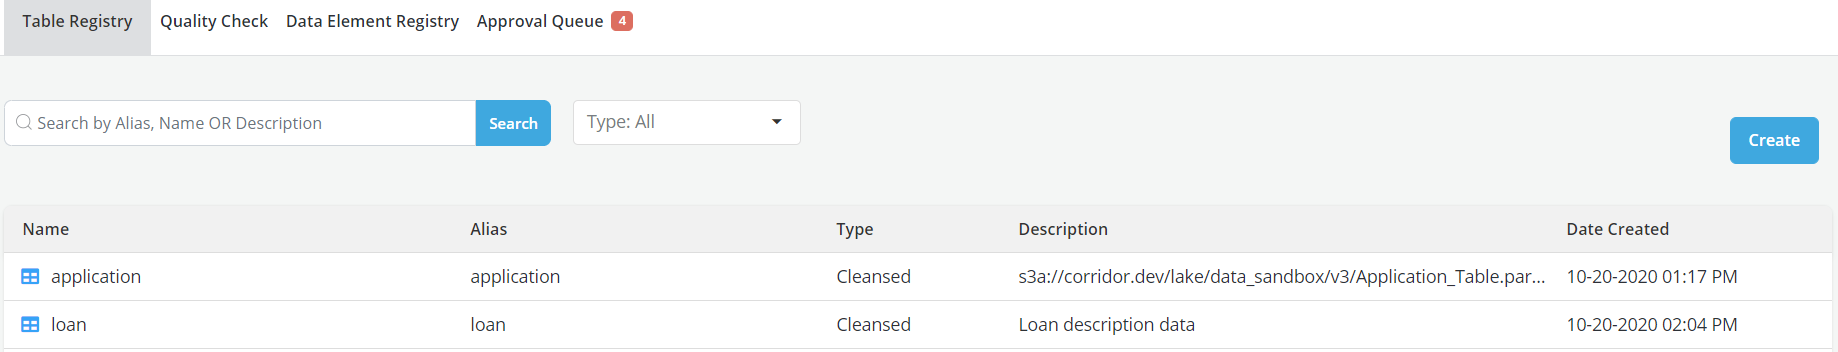 Table Registry Quality Check Data Element Registry Approval Queue 4
Search by Alias, Name OR Description Search Type: All
Create
Name Alias Type Description Date Created
application application Cleansed s3a://corridor.dev/lake/data_sandbox/v3/Application_Table.par... 10-20-2020 01:17 PM
loan loan Cleansed Loan description data 10-20-2020 02:04 PM